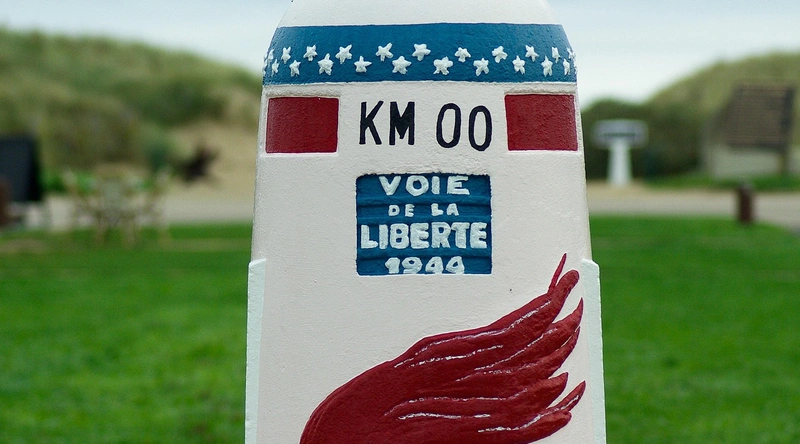 KM 00
VOIE
DE LA
LIBERTE
1944